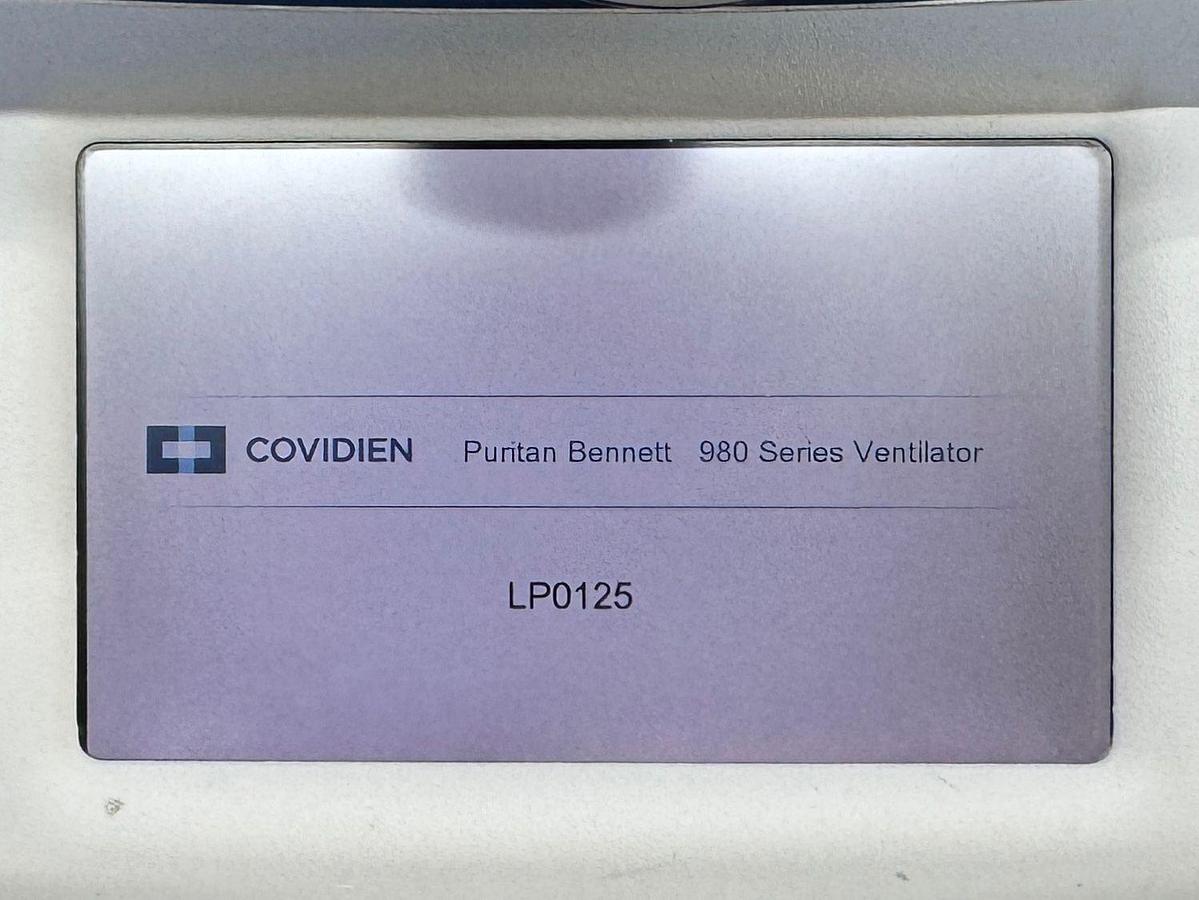 COVIDIEN Puritan Bennett 980 Series Ventilator
LP0125